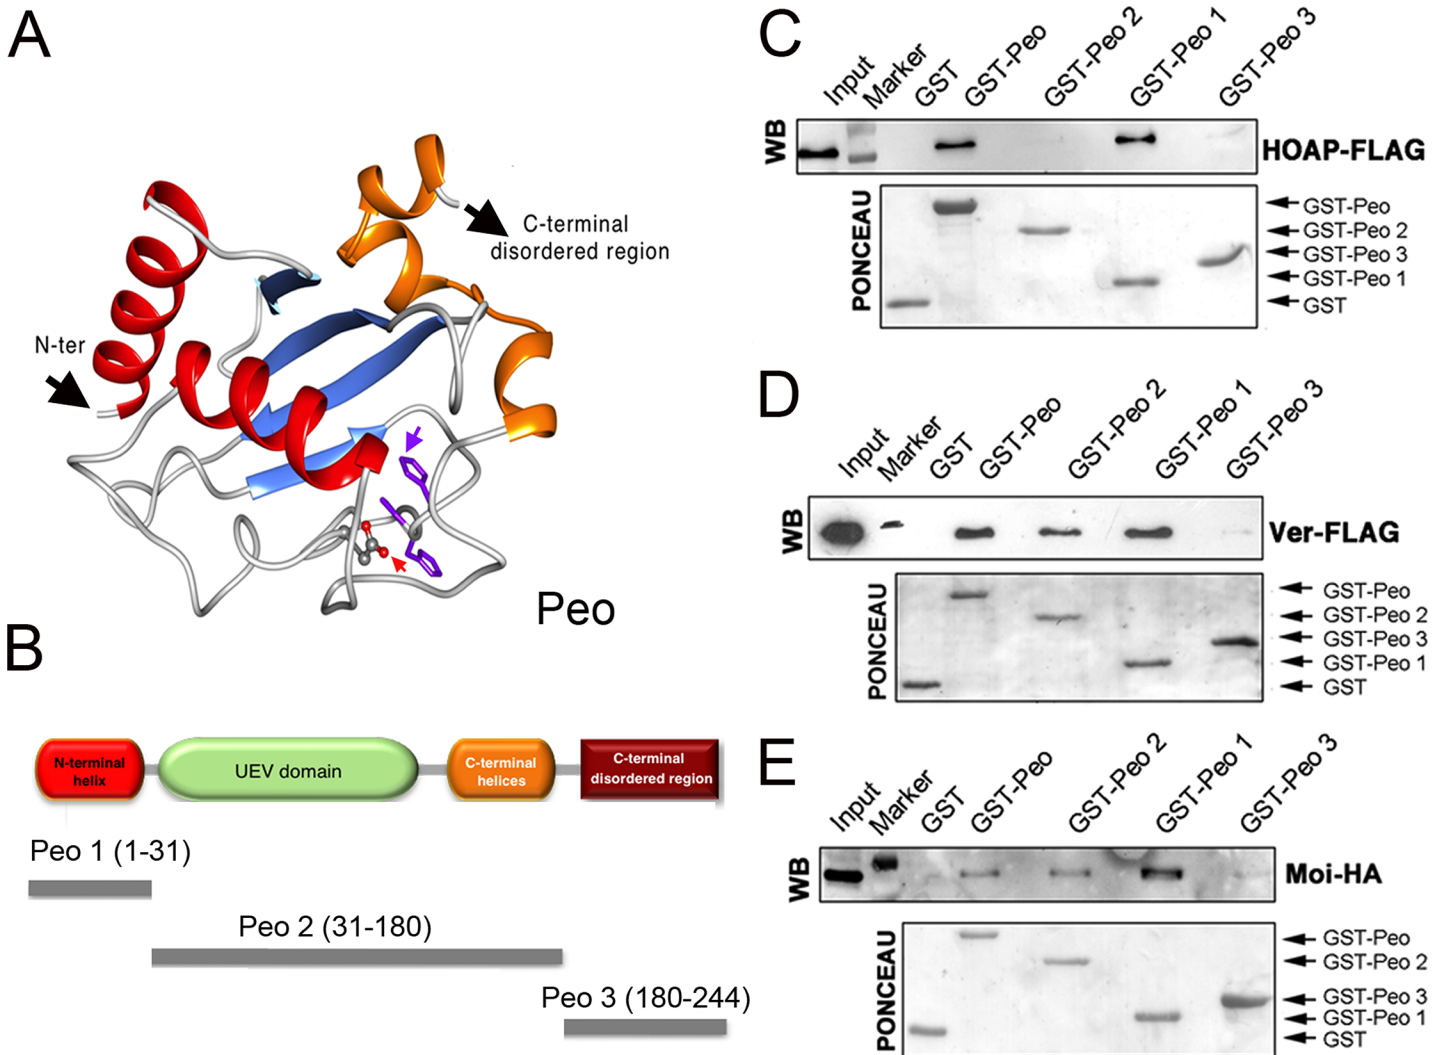 A
N-ter
C-terminal
disordered region
Peo
B
N-terminal
helix
UEV domain
C-terminal
helices
C-terminal
disordered region
Peo 1 (1-31)
Peo 2 (31-180)
Peo 3 (180-244)
C
Input
Marker
GST
GST-Peo
GST-Peo 2
GST-Peo 1
GST-Peo 3
WB
HOAP-FLAG
PONCEAU
GST-Peo
GST-Peo 2
GST-Peo 3
GST-Peo 1
GST
D
Input
Marker
GST
GST-Peo
GST-Peo 2
GST-Peo 1
GST-Peo 3
WB
Ver-FLAG
PONCEAU
GST-Peo
GST-Peo 2
GST-Peo 3
GST-Peo 1
GST
E
Input
Marker
GST
GST-Peo
GST-Peo 2
GST-Peo 1
GST-Peo 3
WB
Moi-HA
PONCEAU
GST-Peo
GST-Peo 2
GST-Peo 3
GST-Peo 1
GST